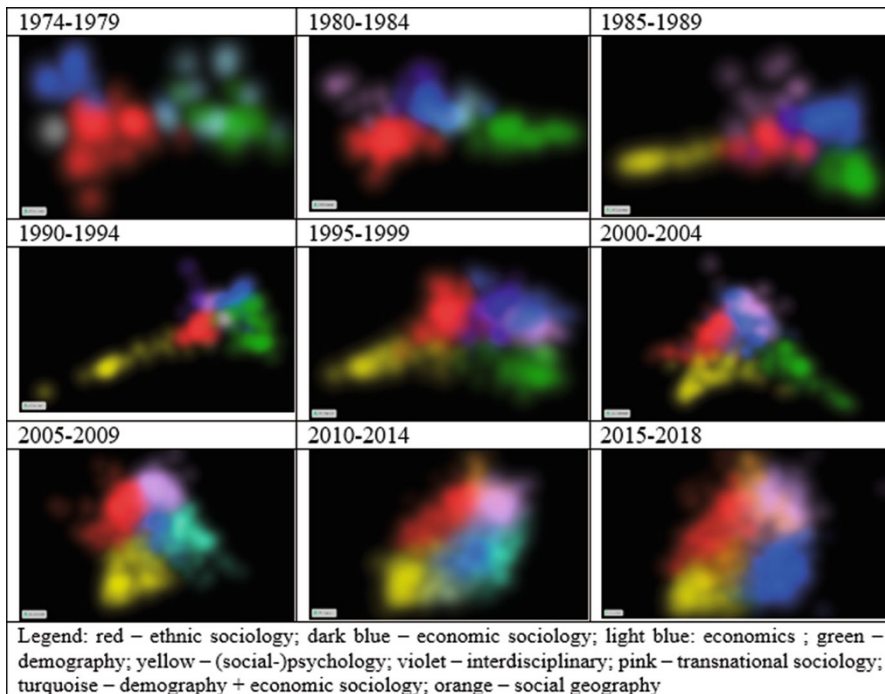 1974-1979 1980-1984 1985-1989
1990-1994 1995-1999 2000-2004
2005-2009 2010-2014 2015-2018
Legend: red – ethnic sociology; dark blue – economic sociology; light blue: economics ; green –
demography; yellow – (social-)psychology; violet – interdisciplinary; pink – transnational sociology;
turquoise – demography + economic sociology; orange – social geography